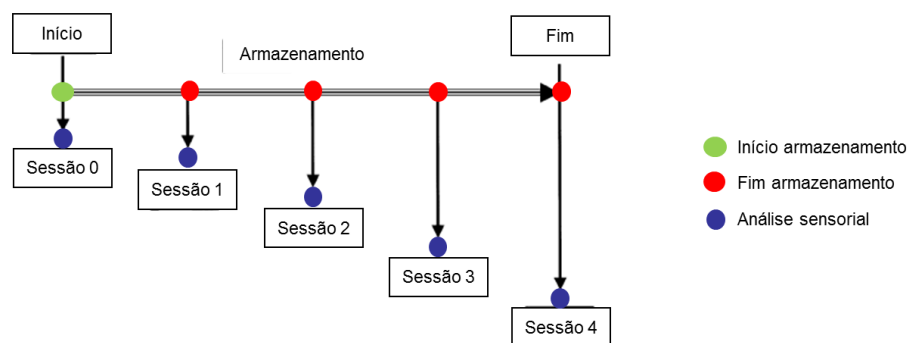 Início
Fim
Armazenamento
Sessão 0
Sessão 1
Sessão 2
Sessão 3
Sessão 4
Início armazenamento
Fim armazenamento
Análise sensorial